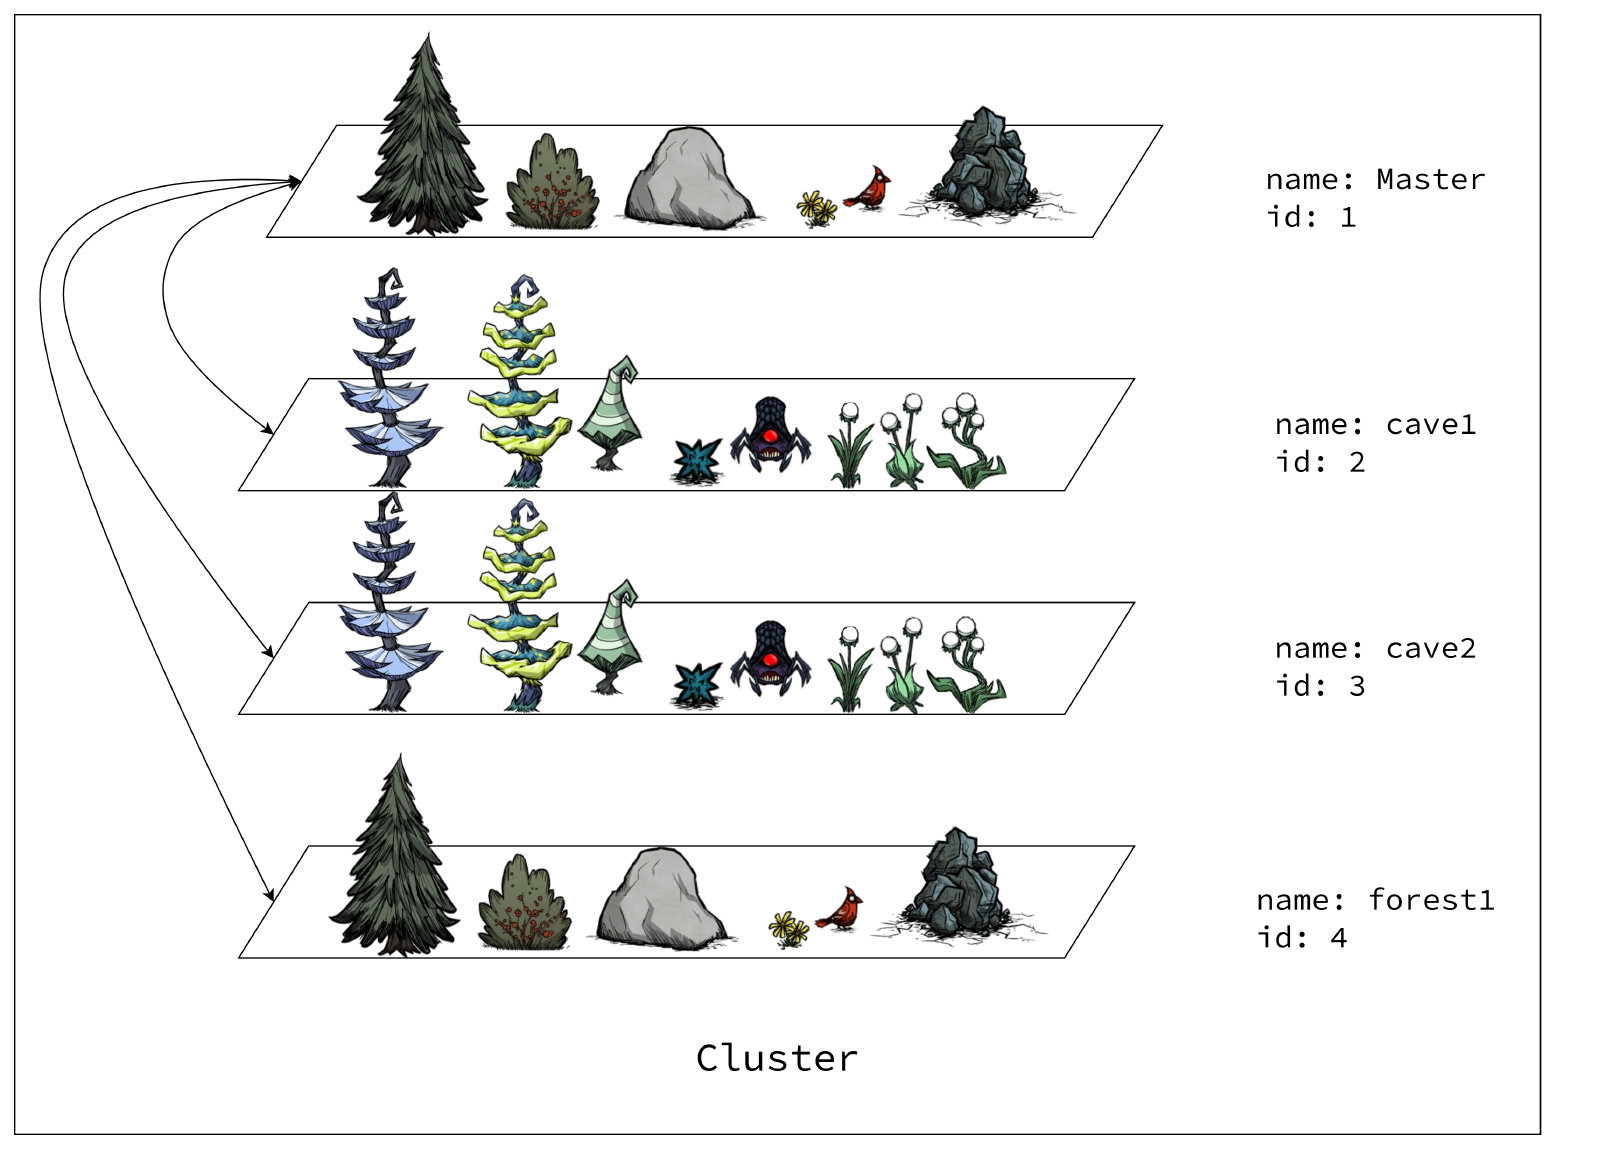 name: Master
id: 1
name: cave1
id: 2
name: cave2
id: 3
name: forest1
id: 4
Cluster